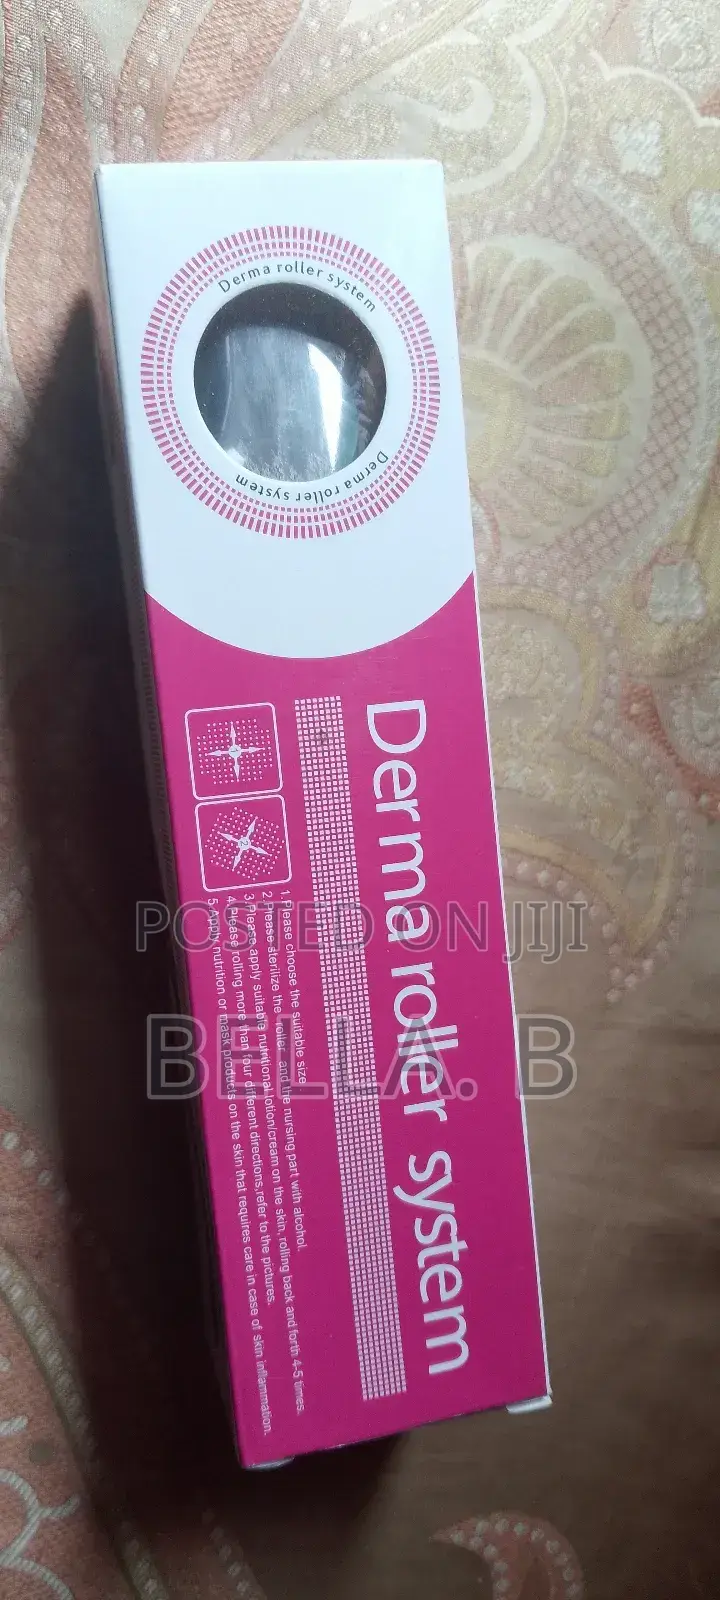 Derma roller system
Derma roller system
Derma roller system
1
2
1.Please choose the suitable size.
2.Please sterilize the roller and the nursing part with alcohol.
3.Please apply suitable nutritional lotion/cream on the skin, rolling back and forth 4-5 times.
4.Please rolling more than four different directions,refer to the pictures.
5.Apply nutrition or mask products on the skin that requires care in case of skin inflammation.
POSTED ON JIJI
BELLA. B